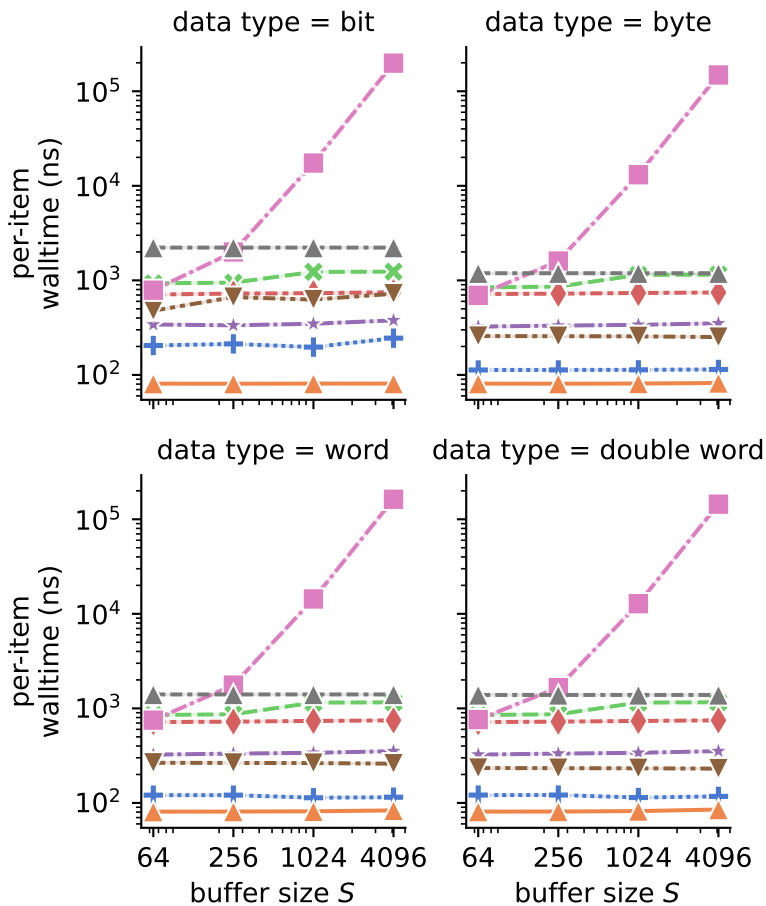 data type = bit
data type = byte
per-item
walltime (ns)
10⁵
10⁴
10³
10²
data type = word
data type = double word
per-item
walltime (ns)
10⁵
10⁴
10³
10²
64 256 1024 4096
64 256 1024 4096
buffer size S
buffer size S